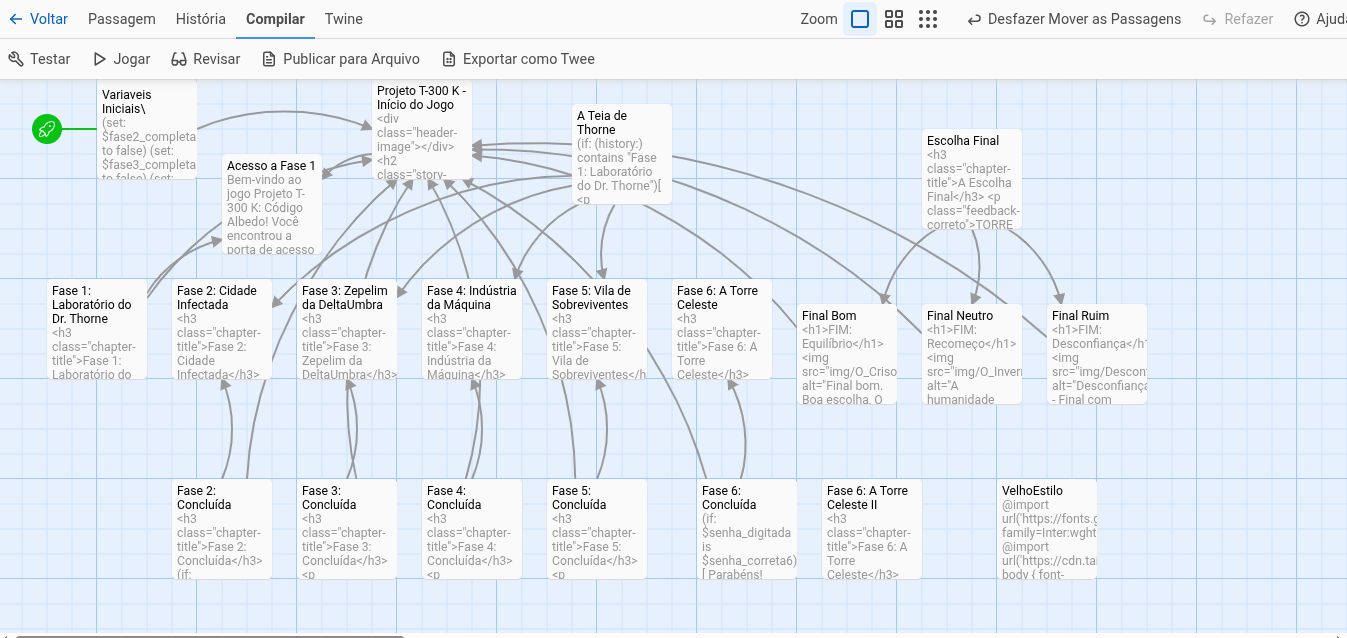 Voltar
Passagem
História
Compilar
Twine
Zoom
Desfazer Mover as Passagens
Refazer
Testar
Jogar
Revisar
Publicar para Arquivo
Exportar como Twee
Variaveis
Iniciais\
(set:
$fase2_completa
to false) (set:
$fase3_completa
to false) (set:
Acesso a Fase 1
Bem-vindo ao
jogo Projeto T-
300 K: Código
Albedo! Você
encontrou a
porta de acesso
Projeto T-300 K -
Início do Jogo
<div
class="header-
image"></div>
<h2
class="story-
A Teia de
Thorne
(if: (history:)
contains "Fase
1: Laboratório
do Dr. Thorne")[
<p
Escolha Final
<h3
class="chapter-
title">A Escolha
Final</h3> <p
class="feedback-
correto">TORRE
Fase 1:
Laboratório do
Dr. Thorne
<h3
class="chapter-
title">Fase 1:
Laboratório do
Fase 2: Cidade
Infectada
<h3
class="chapter-
title">Fase 2:
Cidade
Infectada</h3>
Fase 3: Zepelim
da DeltaUmbra
<h3
class="chapter-
title">Fase 3:
Zepelim da
DeltaUmbra</h3>
Fase 4: Indústria
da Máquina
<h3
class="chapter-
title">Fase 4:
Indústria da
Máquina</h3>
Fase 5: Vila de
Sobreviventes
<h3
class="chapter-
title">Fase 5:
Vila de
Sobreviventes</h
Fase 6: A Torre
Celeste
<h3
class="chapter-
title">Fase 6: A
Torre
Celeste</h3>
Final Bom
<h1>FIM:
Equilíbrio</h1>
<img
src="img/O_Criso
alt="Final bom.
Boa escolha. O
Final Neutro
<h1>FIM:
Recomeço</h1>
<img
src="img/O_Inver
alt="A
humanidade
Final Ruim
<h1>FIM:
Desconfiança</h1
<img
src="img/Descon
alt="Desconfiança
- Final com
Fase 2:
Concluída
<h3
class="chapter-
title">Fase 2:
Concluída</h3>
(if:
Fase 3:
Concluída
<h3
class="chapter-
title">Fase 3:
Concluída</h3>
<p
Fase 4:
Concluída
<h3
class="chapter-
title">Fase 4:
Concluída</h3>
<p
Fase 5:
Concluída
<h3
class="chapter-
title">Fase 5:
Concluída</h3>
<p
Fase 6:
Concluída
(if:
$senha_digitada
is
$senha_correta6)
[ Parabéns!
Fase 6: A Torre
Celeste II
<h3
class="chapter-
title">Fase 6: A
Torre
Celeste</h3>
VelhoEstilo
@import
url('https://fonts.g
family=Inter:wght
@import
url('https://cdn.tai
body { font-